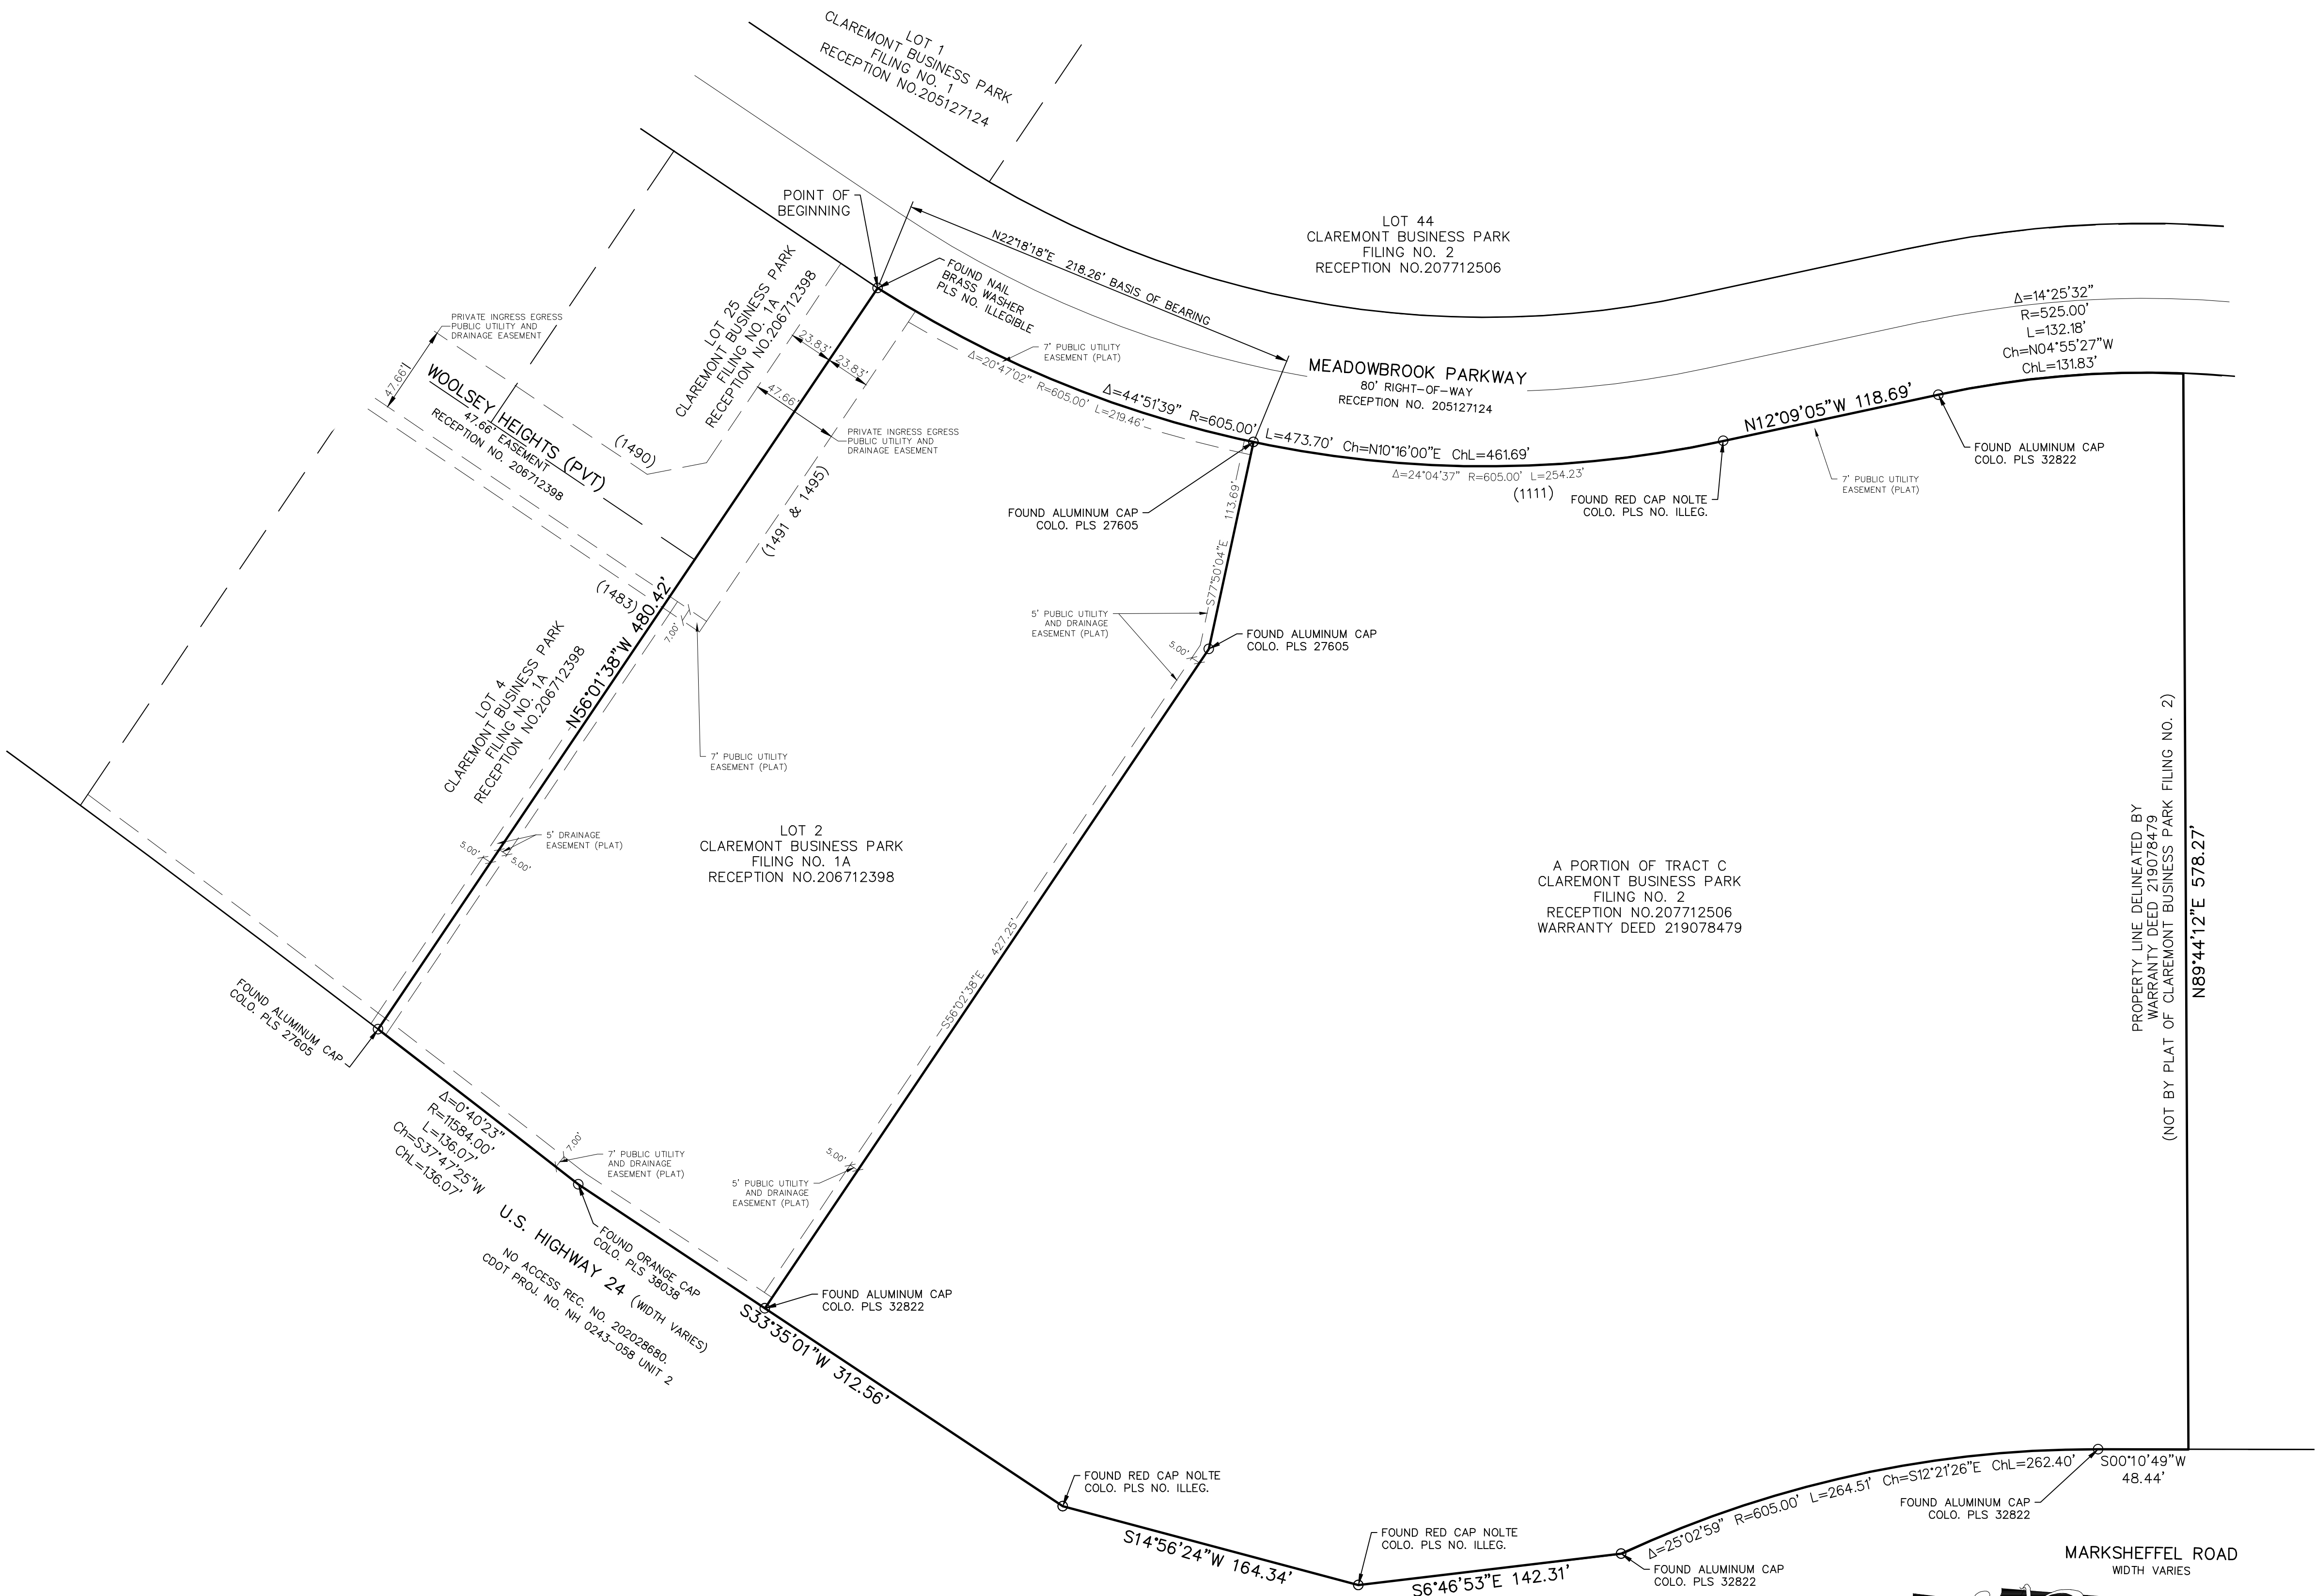 LOT 1
CLAREMONT BUSINESS PARK
FILING NO. 1
RECEPTION NO.205127124
POINT OF
BEGINNING
N22°18'18"E 218.26' BASIS OF BEARING
LOT 44
CLAREMONT BUSINESS PARK
FILING NO. 2
RECEPTION NO.207712506
FOUND NAIL
BRASS WASHER
PLS NO. ILLEGIBLE
LOT 25
CLAREMONT BUSINESS PARK
FILING NO. 1A
RECEPTION NO.206712398
PRIVATE INGRESS EGRESS
PUBLIC UTILITY AND
DRAINAGE EASEMENT
47.66'
WOOLSEY HEIGHTS (PVT)
47.66' EASEMENT
RECEPTION NO. 206712398
(1490)
23.83'
23.83'
47.66'
PRIVATE INGRESS EGRESS
PUBLIC UTILITY AND
DRAINAGE EASEMENT
(1491 & 1495)
7' PUBLIC UTILITY
EASEMENT (PLAT)
Δ=20°47'02" R=605.00' L=219.46'
Δ=44°51'39" R=605.00' L=473.70' Ch=N10°16'00"E ChL=461.69'
MEADOWBROOK PARKWAY
80' RIGHT-OF-WAY
RECEPTION NO. 205127124
Δ=24°04'37" R=605.00' L=254.23'
(1111)
FOUND RED CAP NOLTE
COLO. PLS NO. ILLEG.
N12°09'05"W 118.69'
Δ=14°25'32"
R=525.00'
L=132.18'
Ch=N04°55'27"W
ChL=131.83'
FOUND ALUMINUM CAP
COLO. PLS 32822
7' PUBLIC UTILITY
EASEMENT (PLAT)
FOUND ALUMINUM CAP
COLO. PLS 27605
S77°50'04"E 113.69'
5' PUBLIC UTILITY
AND DRAINAGE
EASEMENT (PLAT)
5.00'
FOUND ALUMINUM CAP
COLO. PLS 27605
(1483)
7.00'
N56°01'38"W 480.42'
LOT 4
CLAREMONT BUSINESS PARK
FILING NO. 1A
RECEPTION NO.206712398
7' PUBLIC UTILITY
EASEMENT (PLAT)
5' DRAINAGE
EASEMENT (PLAT)
5.00'
5.00'
LOT 2
CLAREMONT BUSINESS PARK
FILING NO. 1A
RECEPTION NO.206712398
S56°02'38"E 427.25'
A PORTION OF TRACT C
CLAREMONT BUSINESS PARK
FILING NO. 2
RECEPTION NO.207712506
WARRANTY DEED 219078479
PROPERTY LINE DELINEATED BY
WARRANTY DEED 219078479
(NOT BY PLAT OF CLAREMONT BUSINESS PARK FILING NO. 2)
N89°44'12"E 578.27'
FOUND ALUMINUM CAP
COLO. PLS 27605
Δ=0°40'23"
R=11584.00'
L=136.07'
Ch=S37°47'25"W
ChL=136.07'
7.00'
7' PUBLIC UTILITY
AND DRAINAGE
EASEMENT (PLAT)
5.00'
5' PUBLIC UTILITY
AND DRAINAGE
EASEMENT (PLAT)
U.S. HIGHWAY 24 (WIDTH VARIES)
NO ACCESS REC. NO. 202028680.
CDOT PROJ. NO. NH 0243-058 UNIT 2
FOUND ORANGE CAP
COLO. PLS 38038
FOUND ALUMINUM CAP
COLO. PLS 32822
S33°35'01"W 312.56'
FOUND RED CAP NOLTE
COLO. PLS NO. ILLEG.
S14°56'24"W 164.34'
FOUND RED CAP NOLTE
COLO. PLS NO. ILLEG.
S6°46'53"E 142.31'
FOUND ALUMINUM CAP
COLO. PLS 32822
Δ=25°02'59" R=605.00' L=264.51' Ch=S12°21'26"E ChL=262.40'
FOUND ALUMINUM CAP
COLO. PLS 32822
S00°10'49"W
48.44'
MARKSHEFFEL ROAD
WIDTH VARIES